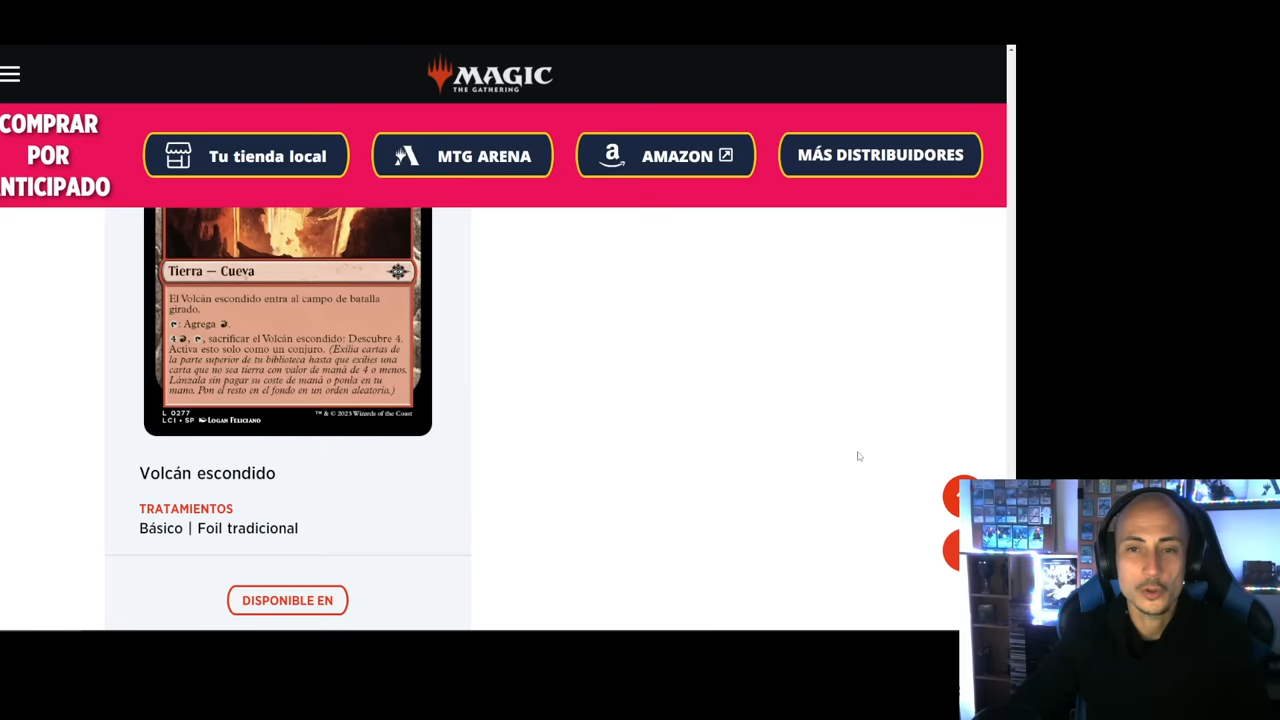 MAGIC
THE GATHERING
COMPRAR
POR
NTICIPADO
Tu tienda local
MTG ARENA
AMAZON
MÁS DISTRIBUIDORES
Tierra — Cueva
El Volcán escondido entra al campo de batalla
girado.
: Agrega .
4 , , sacrificar el Volcán escondido: Descubre 4.
Activa esto solo como un conjuro. (Exilia cartas de
la parte superior de tu biblioteca hasta que exilies una
carta que no sea tierra con valor de maná de 4 o menos.
Lánzala sin pagar su coste de maná o ponla en tu
mano. Pon el resto en el fondo en un orden aleatorio.)
L 0277
LCI • SP LOGAN FELICIANO
™ & © 2023 Wizards of the Coast
Volcán escondido
TRATAMIENTOS
Básico | Foil tradicional
DISPONIBLE EN